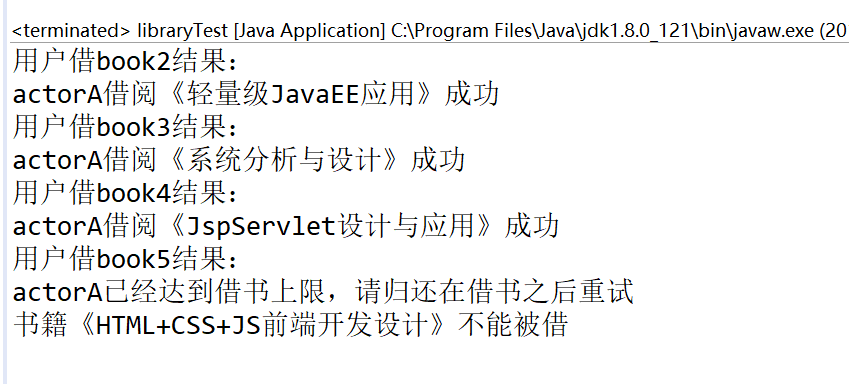 <terminated> libraryTest [Java Application] C:\Program Files\Java\jdk1.8.0_121\bin\javaw.exe (20
用户借book2结果：
actorA借阅《轻量级JavaEE应用》成功
用户借book3结果：
actorA借阅《系统分析与设计》成功
用户借book4结果：
actorA借阅《JspServlet设计与应用》成功
用户借book5结果：
actorA已经达到借书上限，请归还在借书之后重试
书籍《HTML+CSS+JS前端开发设计》不能被借